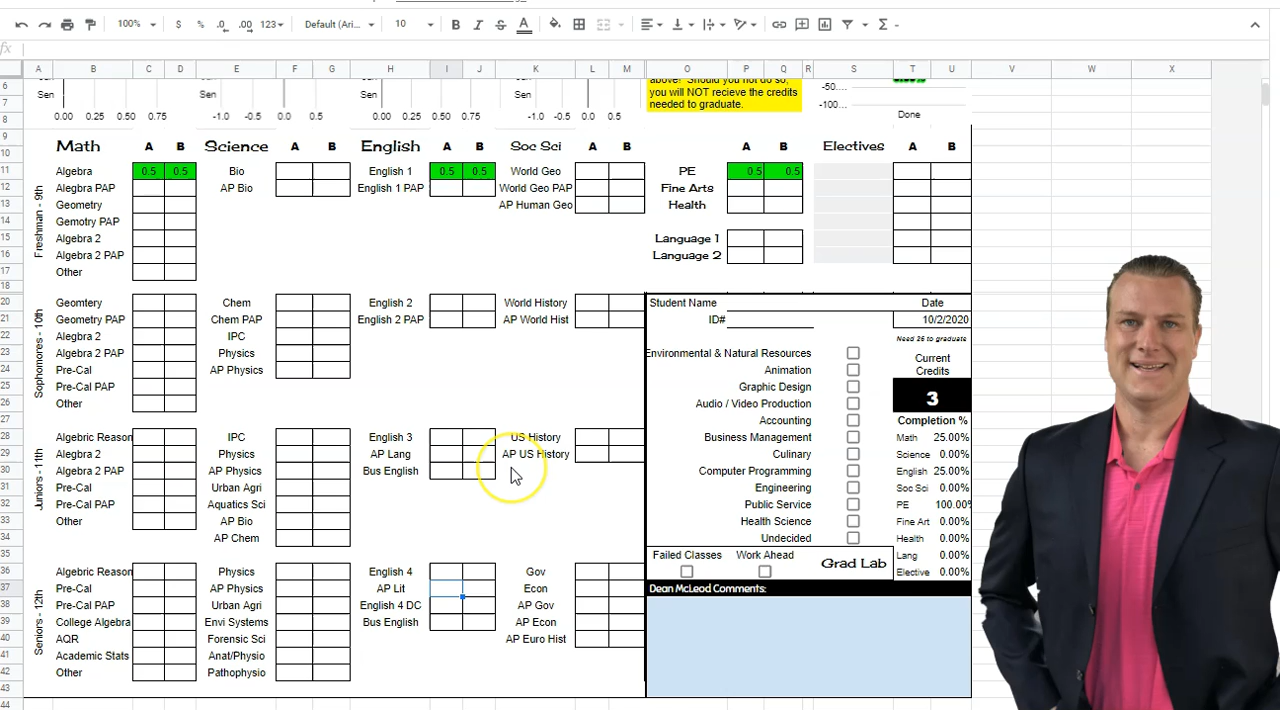 100%
$
%
.0
.00
123
Default (Ari...
10
B
I
S
A
fx
A B C D E F G H I J K L M O P Q R S T U V W X
6 Sen Sen Sen Sen above! Should you not do so, -50....
7 you will NOT recieve the credits -100...
8 0.00 0.25 0.50 0.75 -1.0 -0.5 0.0 0.5 0.00 0.25 0.50 0.75 -1.0 -0.5 0.0 0.5 needed to graduate. Done
9
10 Math A B Science A B English A B Soc Sci A B A B Electives A B
Freshman - 9th
11 Algebra 0.5 0.5 Bio English 1 0.5 0.5 World Geo PE 0.5 0.5
12 Alegbra PAP AP Bio English 1 PAP World Geo PAP Fine Arts
13 Geometry AP Human Geo Health
14 Gemotry PAP
15 Algebra 2 Language 1
16 Algebra 2 PAP Language 2
17 Other
18
Sophomores - 10th
20 Geomtery Chem English 2 World History Student Name Date
21 Geometry PAP Chem PAP English 2 PAP AP World Hist ID# 10/2/2020
22 Alegebra 2 IPC Need 26 to graduate
23 Algebra 2 PAP Physics Environmental & Natural Resources Current
24 Pre-Cal AP Physics Animation Credits
25 Pre-Cal PAP Graphic Design
26 Other Audio / Video Production 3
27 Accounting Completion %
Juniors - 11th
28 Algebric Reason IPC English 3 US History Business Management Math 25.00%
29 Alegbra 2 Physics AP Lang AP US History Culinary Science 0.00%
30 Algebra 2 PAP AP Physics Bus English Computer Programming English 25.00%
31 Pre-Cal Urban Agri Engineering Soc Sci 0.00%
32 Pre-Cal PAP Aquatics Sci Public Service PE 100.00%
33 Other AP Bio Health Science Fine Art 0.00%
34 AP Chem Undecided Health 0.00%
35 Failed Classes Work Ahead Grad Lab Lang 0.00%
Seniors - 12th
36 Algebric Reason Physics English 4 Gov Elective 0.00%
37 Pre-Cal AP Physics AP Lit Econ Dean McLeod Comments:
38 Pre-Cal PAP Urban Agri English 4 DC AP Gov
39 College Algebra Envi Systems Bus English AP Econ
40 AQR Forensic Sci AP Euro Hist
41 Academic Stats Anat/Physio
42 Other Pathophysio
43
44